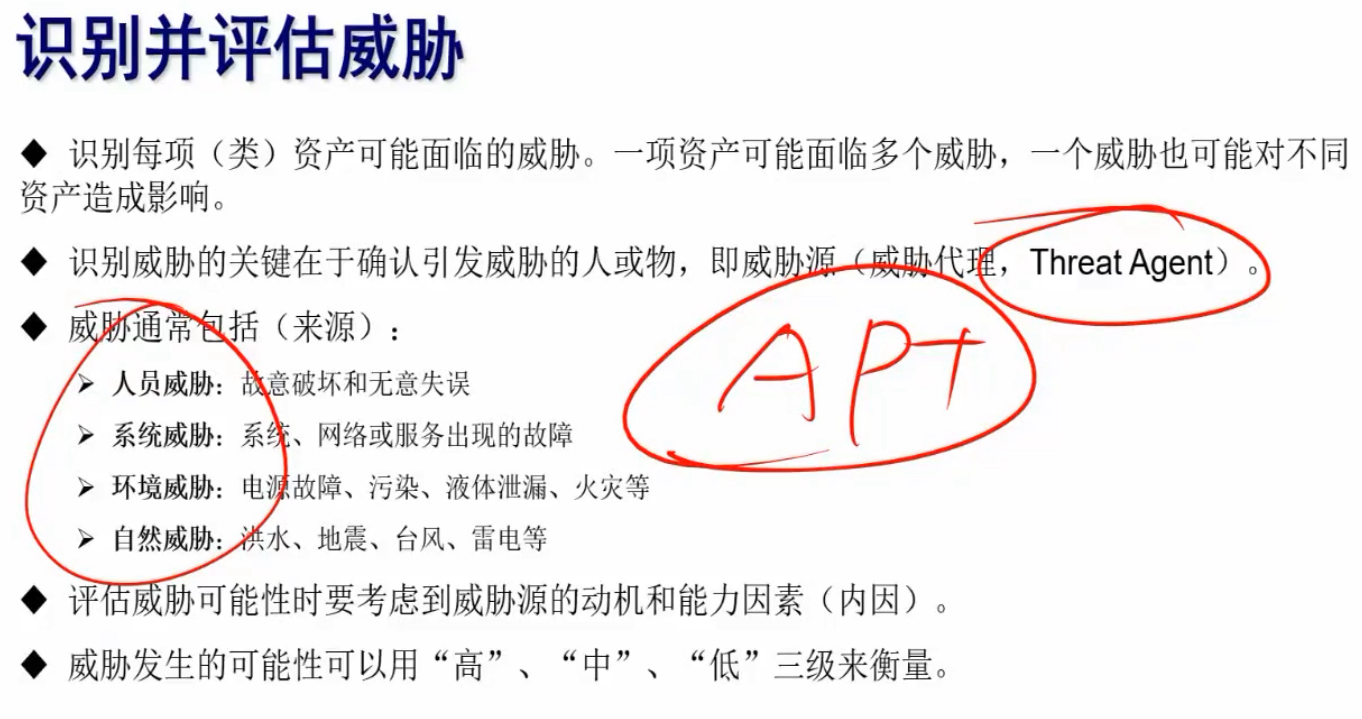 识别并评估威胁
◆ 识别每项（类）资产可能面临的威胁。一项资产可能面临多个威胁，一个威胁也可能对不同
资产造成影响。
◆ 识别威胁的关键在于确认引发威胁的人或物，即威胁源（威胁代理，Threat Agent）。
◆ 威胁通常包括（来源）：
APT
➢ 人员威胁：故意破坏和无意失误
➢ 系统威胁：系统、网络或服务出现的故障
➢ 环境威胁：电源故障、污染、液体泄漏、火灾等
➢ 自然威胁：洪水、地震、台风、雷电等
◆ 评估威胁可能性时要考虑到威胁源的动机和能力因素（内因）。
◆ 威胁发生的可能性可以用“高”、“中”、“低”三级来衡量。